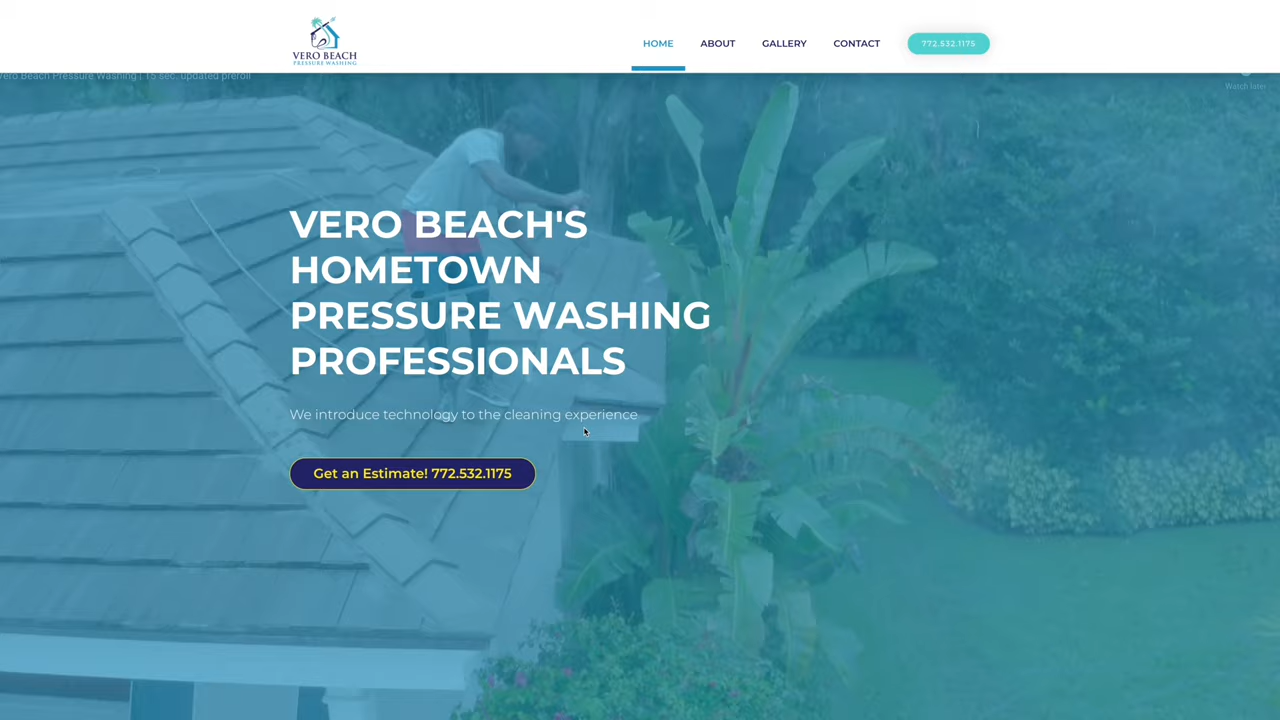 VERO BEACH
PRESSURE WASHING
HOME
ABOUT
GALLERY
CONTACT
772.532.1175
Vero Beach Pressure Washing | 15 sec. updated preroll
Watch later
VERO BEACH'S
HOMETOWN
PRESSURE WASHING
PROFESSIONALS
We introduce technology to the cleaning experience
Get an Estimate! 772.532.1175